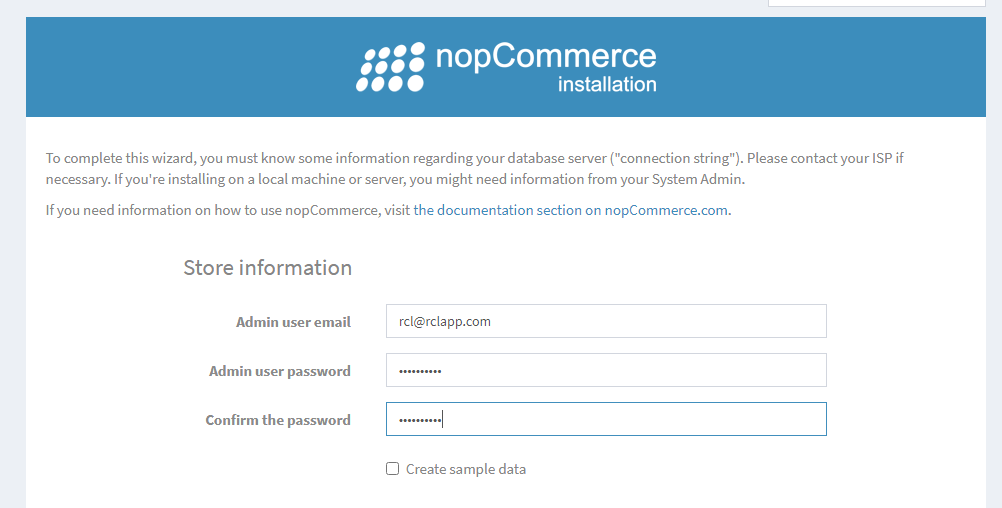 nopCommerce
installation
To complete this wizard, you must know some information regarding your database server ("connection string"). Please contact your ISP if
necessary. If you're installing on a local machine or server, you might need information from your System Admin.
If you need information on how to use nopCommerce, visit the documentation section on nopCommerce.com.
Store information
Admin user email rcl@rclapp.com
Admin user password ••••••••••
Confirm the password ••••••••••
Create sample data